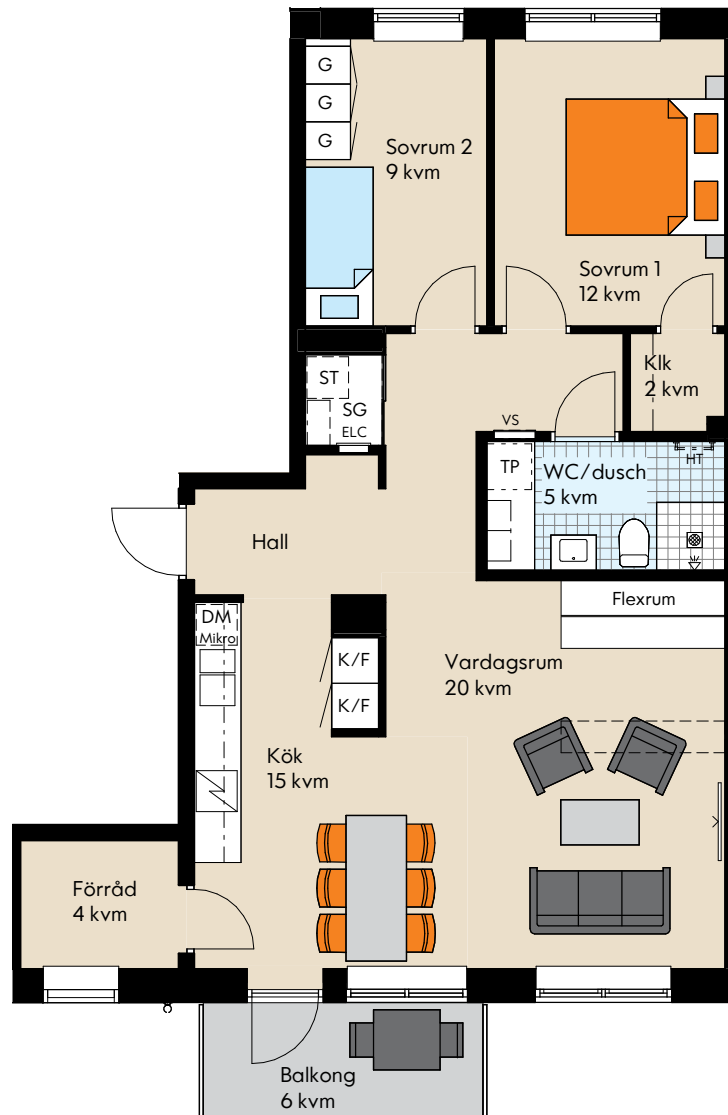 G
G
G
Sovrum 2
9 kvm
Sovrum 1
12 kvm
ST
SG
ELC
Klk
2 kvm
VS
TP
WC/dusch
5 kvm
HT
Hall
DM
Mikro
K/F
K/F
Flexrum
Vardagsrum
20 kvm
Kök
15 kvm
Förråd
4 kvm
Balkong
6 kvm